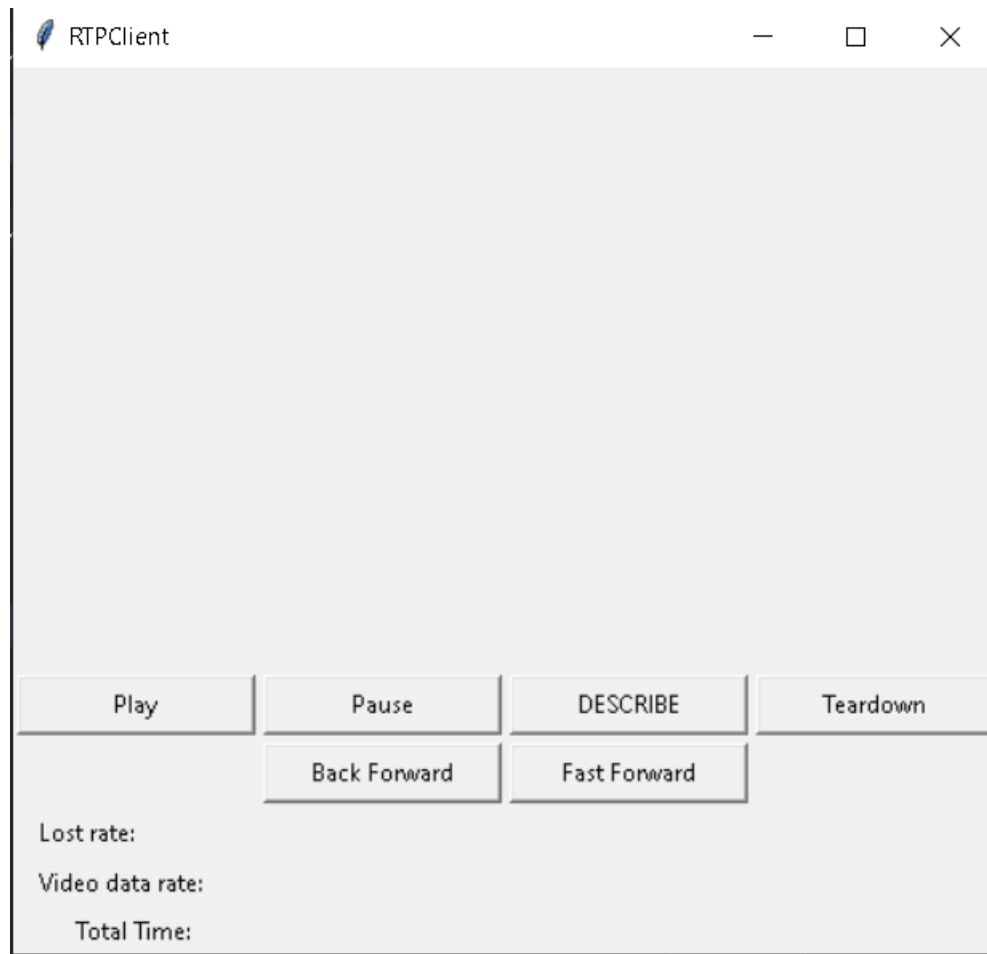 RTPClient
Play Pause DESCRIBE Teardown
Back Forward Fast Forward
Lost rate:
Video data rate:
Total Time: